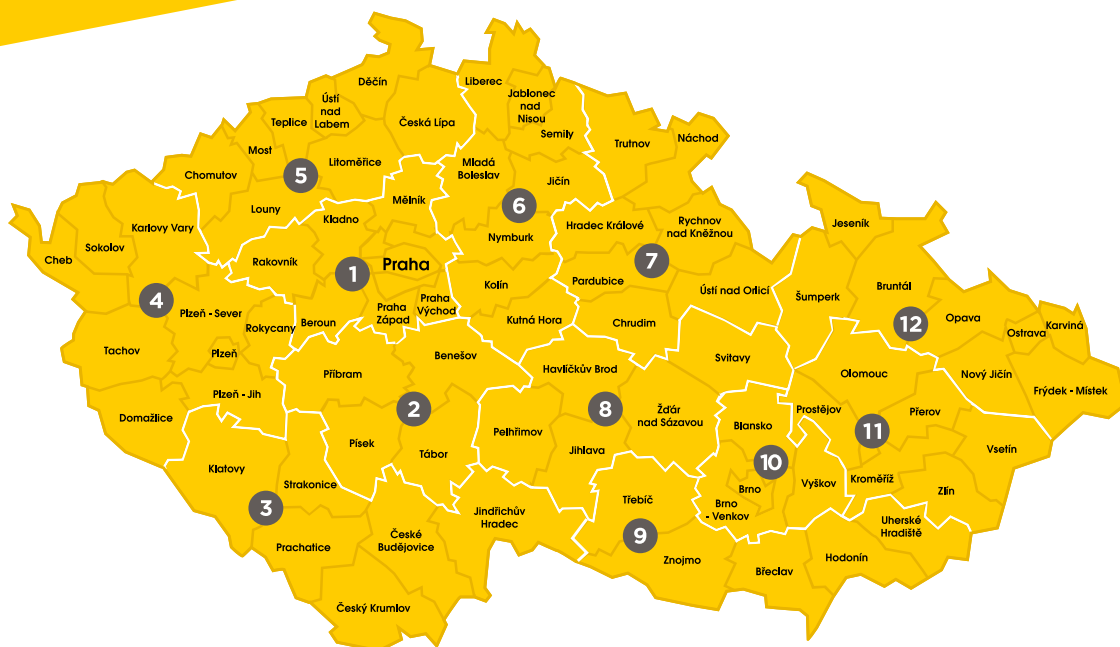 Děčín
Liberec
Ústí
nad
Labem
Jablonec
nad
Nisou
Teplice
Česká Lípa
Semily
Trutnov
Náchod
Most
Litoměřice
Mladá
Boleslav
Chomutov
5
Jičín
Mělník
6
Louny
Kladno
Karlovy Vary
Nymburk
Hradec Králové
Rychnov
nad Kněžnou
Jeseník
Sokolov
Cheb
Rakovník
1
Praha
7
Kolín
Pardubice
Ústí nad Orlicí
Šumperk
Bruntál
4
Plzeň - Sever
Rokycany
Beroun
Praha
Západ
Praha
Východ
Kutná Hora
Chrudim
12
Opava
Ostrava
Karviná
Tachov
Plzeň
Benešov
Svitavy
Havlíčkův Brod
Olomouc
Nový Jičín
Frýdek - Místek
Příbram
Plzeň - Jih
Domažlice
2
8
Žďár
nad Sázavou
Prostějov
Přerov
11
Písek
Pelhřimov
Blansko
Tábor
Jihlava
10
Vsetín
Klatovy
Strakonice
Kroměříž
Zlín
Vyškov
Brno
Brno
- Venkov
Třebíč
3
9
Jindřichův
Hradec
České
Budějovice
Uherské
Hradiště
Prachatice
Znojmo
Břeclav
Hodonín
Český Krumlov